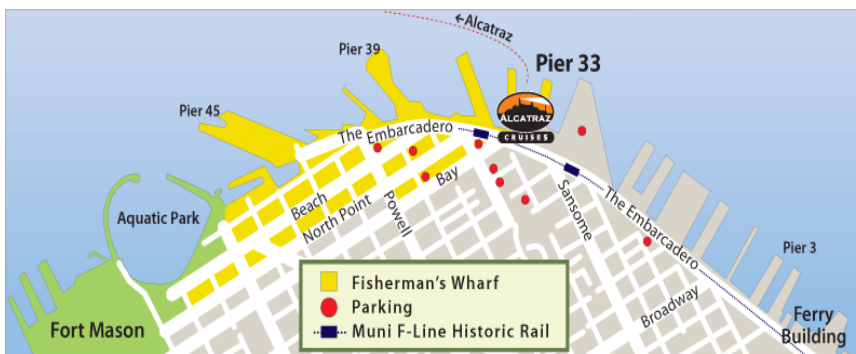 ←Alcatraz
Pier 39
Pier 33
Pier 45
ALCATRAZ
CRUISES
The Embarcadero
Aquatic Park
Beach
North Point
Bay
Powell
Sansome
The Embarcadero
Pier 3
Broadway
Ferry
Building
Fort Mason
Fisherman's Wharf
Parking
Muni F-Line Historic Rail